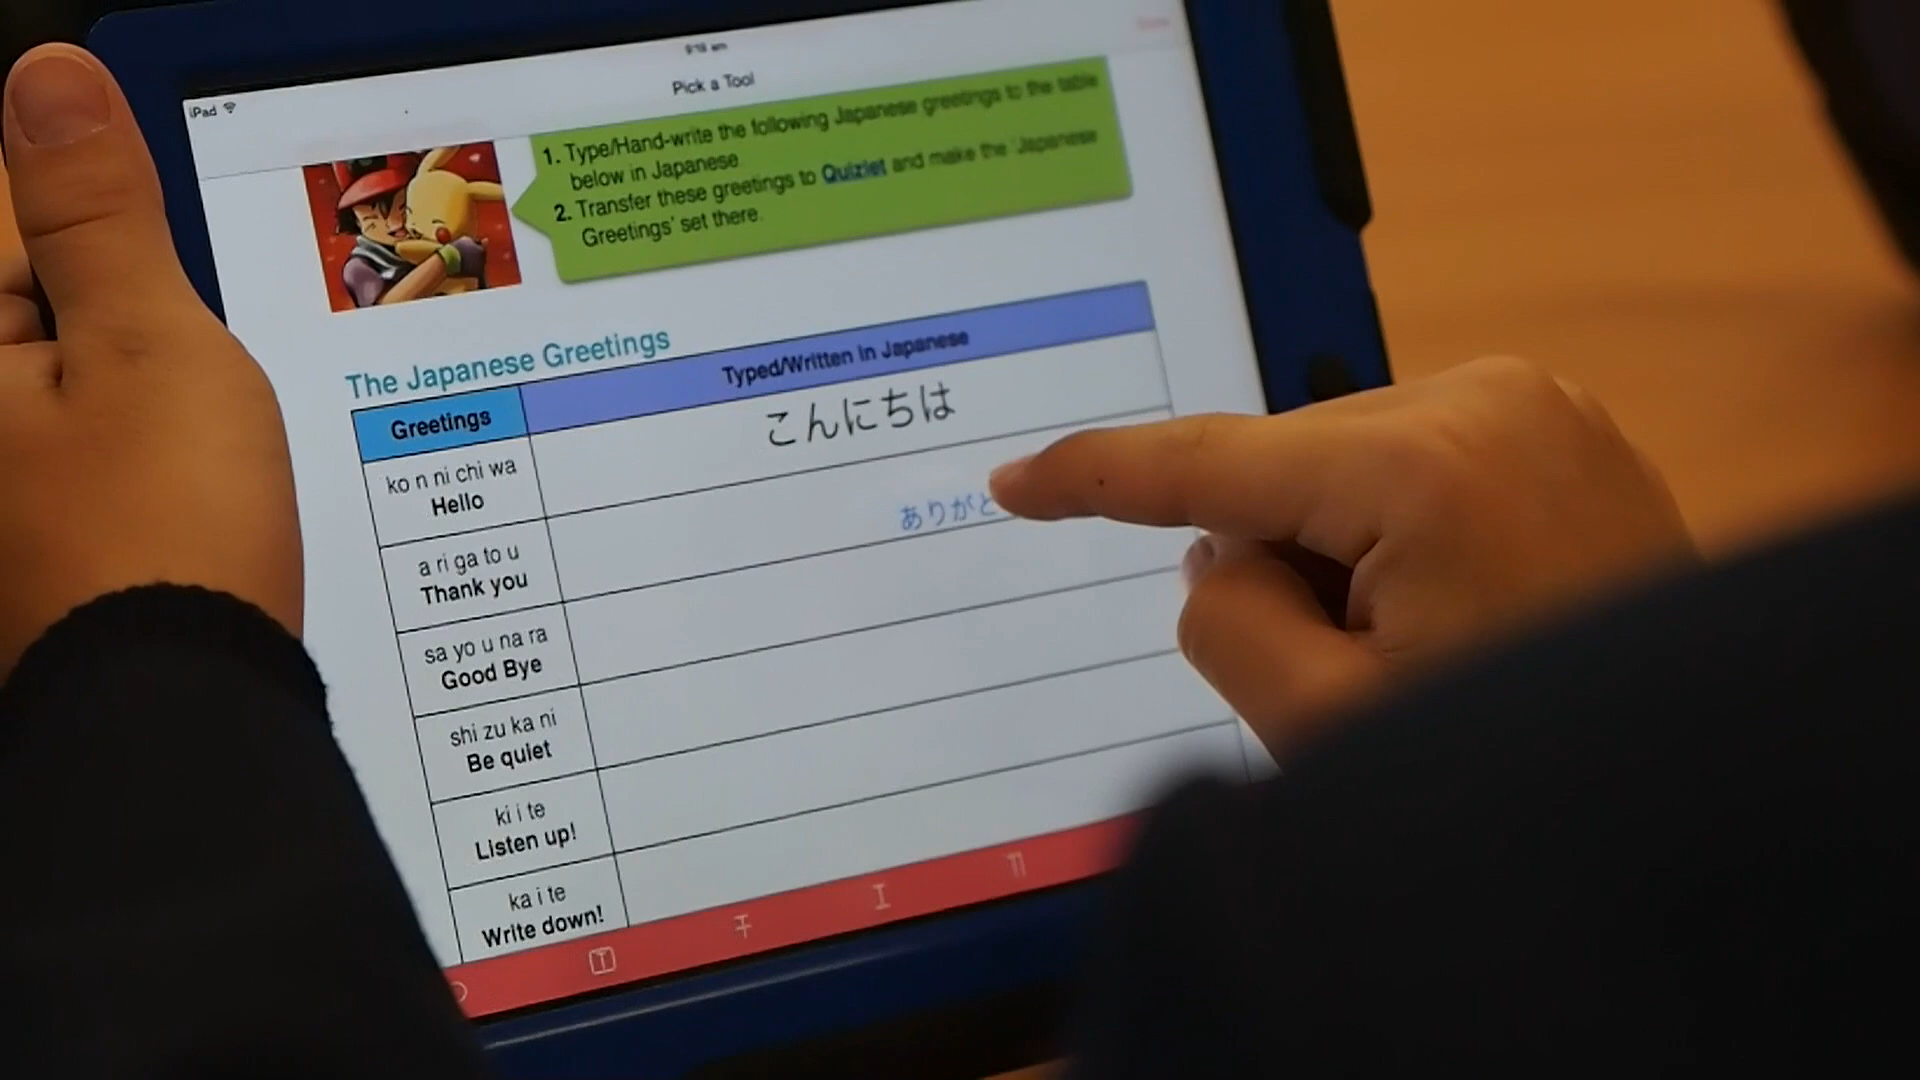 iPad
9:18 am
Pick a Tool
1. Type/Hand-write the following Japanese greetings to the table
below in Japanese
2. Transfer these greetings to Quizlet and make the 'Japanese
Greetings' set there.
The Japanese Greetings
Greetings
Typed/Written in Japanese
ko n ni chi wa
Hello
こんにちは
a ri ga to u
Thank you
ありがと
sa yo u na ra
Good Bye
shi zu ka ni
Be quiet
ki i te
Listen up!
ka i te
Write down!